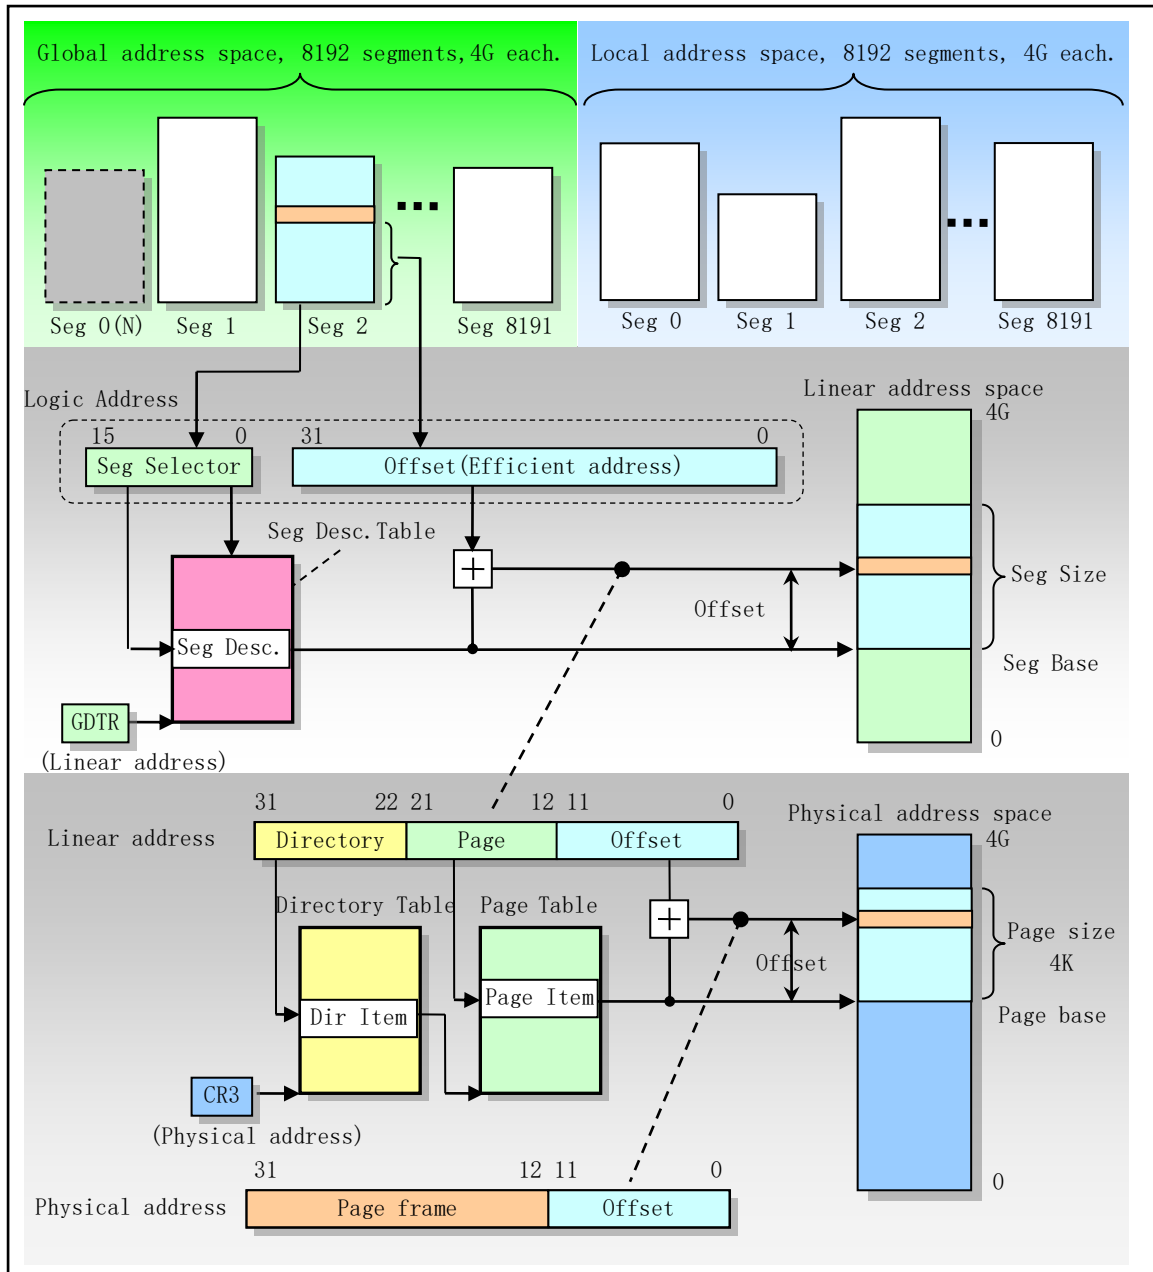 Global address space, 8192 segments, 4G each.
Local address space, 8192 segments, 4G each.
Seg 0(N)
Seg 1
Seg 2
Seg 8191
Seg 0
Seg 1
Seg 2
Seg 8191
Logic Address
Linear address space
4G
15
0
31
0
Seg Selector
Offset(Efficient address)
Seg Desc.Table
Seg Size
Offset
Seg Desc.
Seg Base
GDTR
0
(Linear address)
31
22
21
12
11
0
Physical address space
Linear address
Directory
Page
Offset
4G
Directory Table
Page Table
Page size
4K
Offset
Page Item
Dir Item
Page base
CR3
(Physical address)
31
12
11
0
0
Physical address
Page frame
Offset